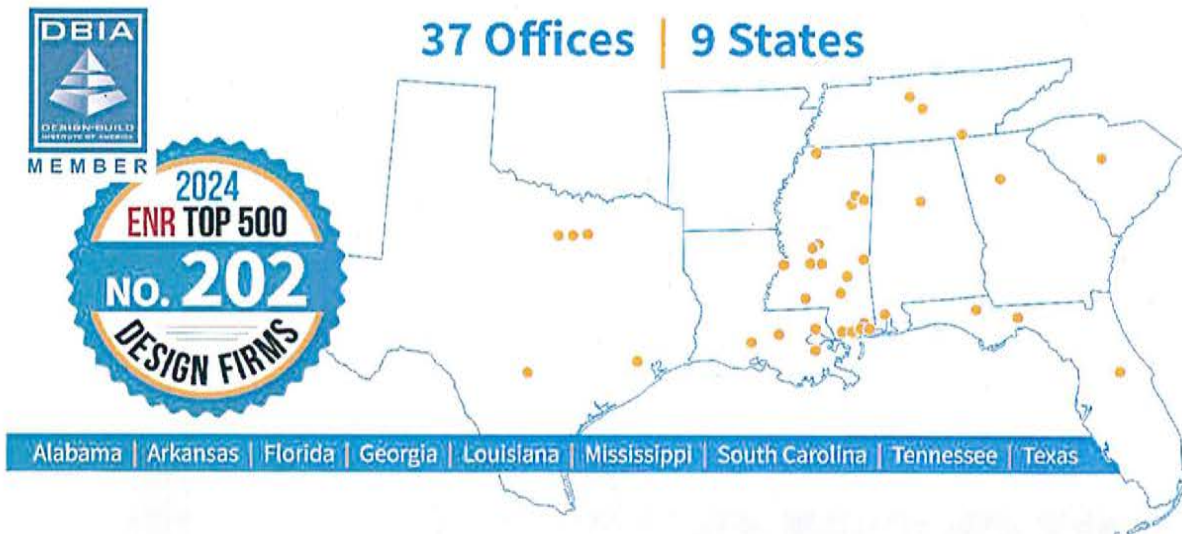 DBIA
DESIGN-BUILD
INSTITUTE OF AMERICA
MEMBER
37 Offices | 9 States
2024
ENR TOP 500
NO. 202
DESIGN FIRMS
Alabama | Arkansas | Florida | Georgia | Louisiana | Mississippi | South Carolina | Tennessee | Texas